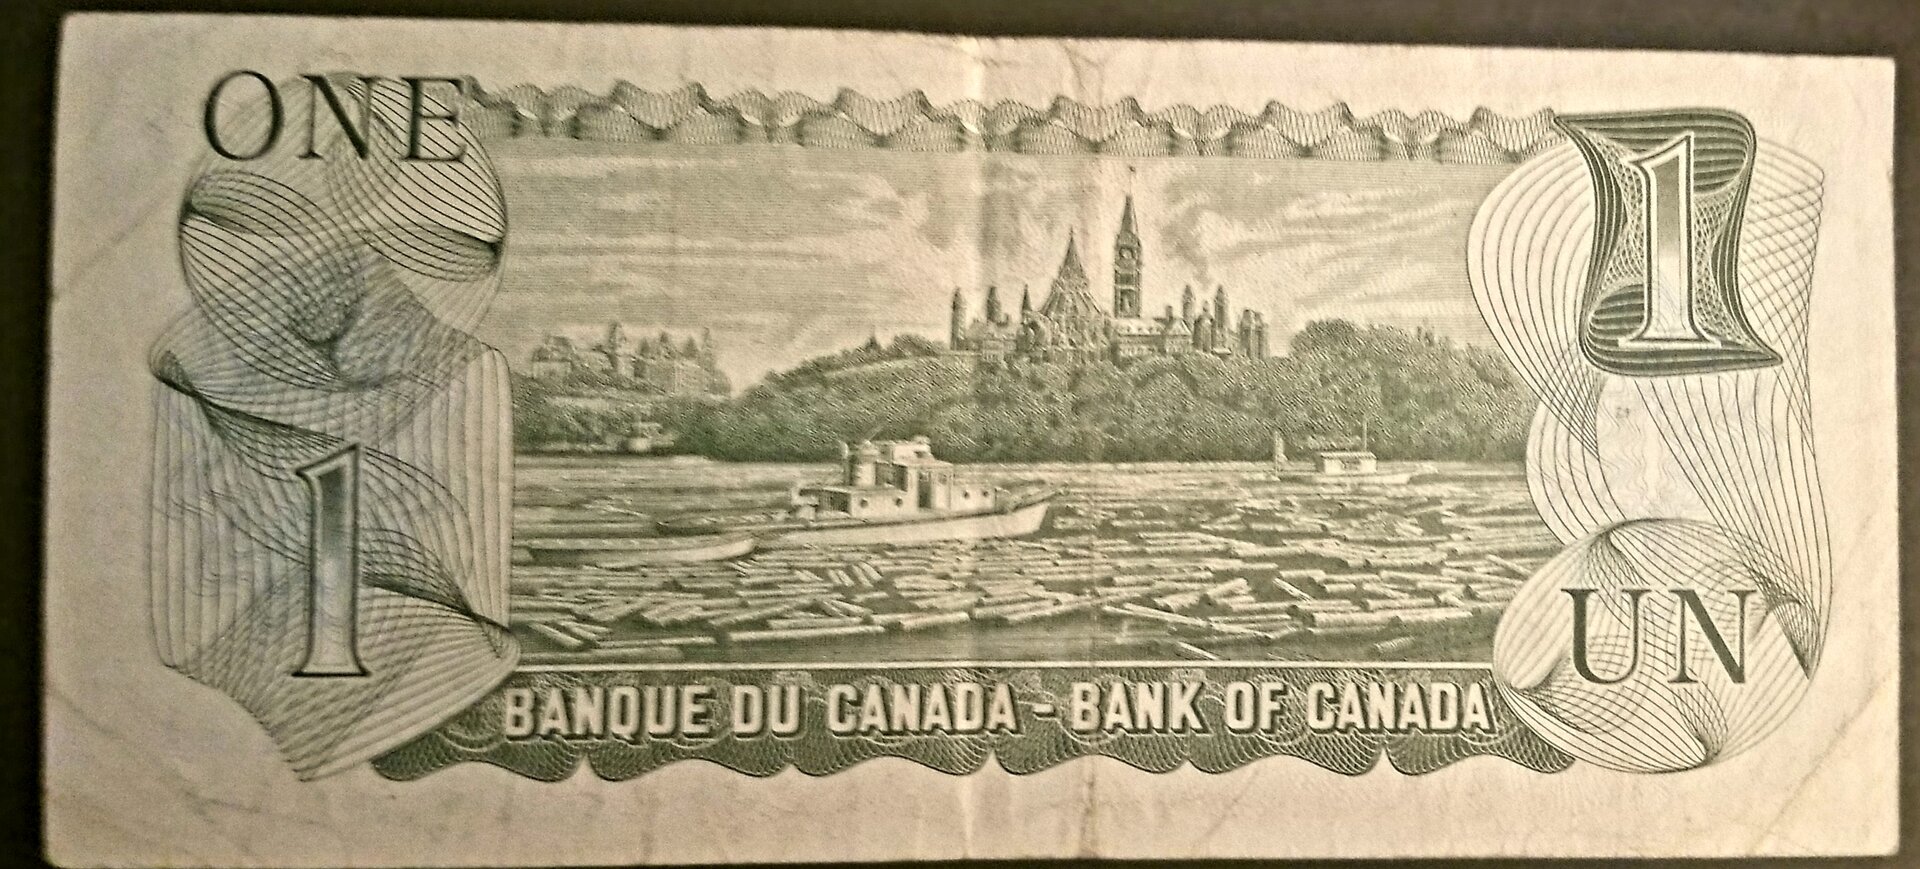 ONE
1
1
UN
BANQUE DU CANADA - BANK OF CANADA